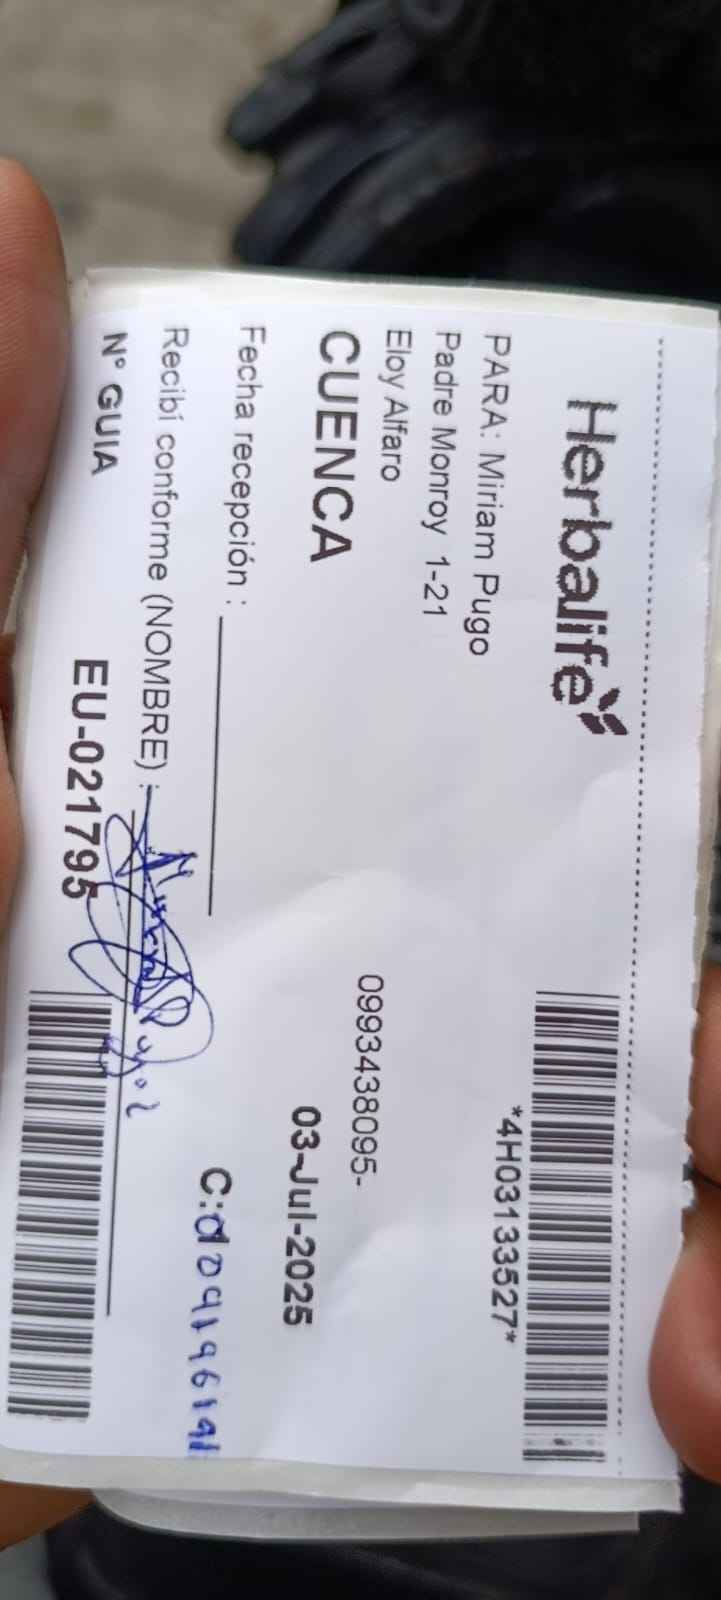 Herbalife
*4H03133527*
PARA: Miriam Pugo
Padre Monroy 1-21
Eloy Alfaro
0993438095-
CUENCA
03-Jul-2025
Fecha recepción :
C:
Recibí conforme (NOMBRE) :
N° GUIA
EU-021795